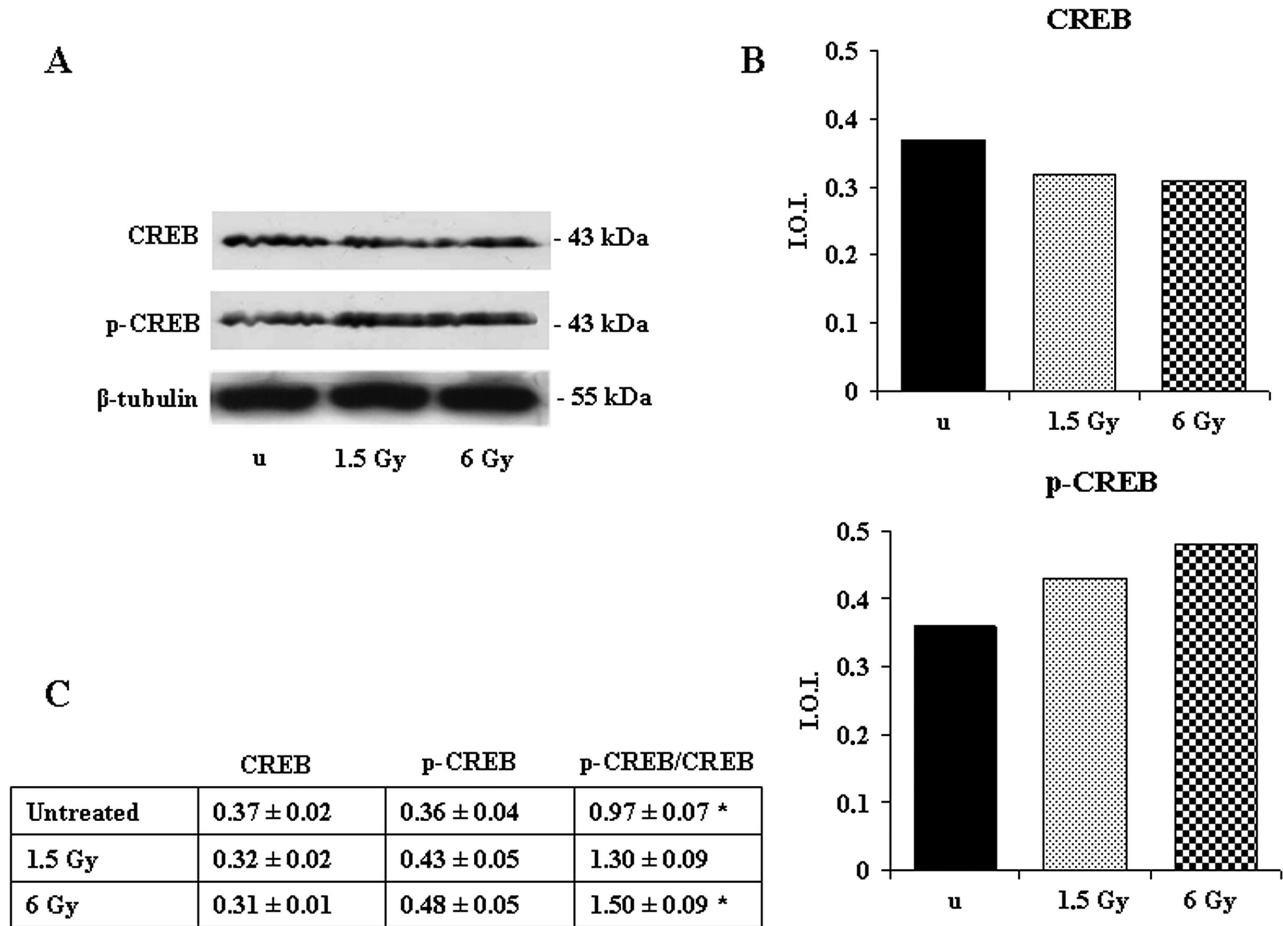 A
CREB - 43 kDa
p-CREB - 43 kDa
β-tubulin - 55 kDa
u 1.5 Gy 6 Gy
B
CREB
0.5
0.4
0.3
0.2
0.1
0
I.O.I.
u 1.5 Gy 6 Gy
p-CREB
0.5
0.4
0.3
0.2
0.1
0
I.O.I.
u 1.5 Gy 6 Gy
C
CREB p-CREB p-CREB/CREB
Untreated 0.37 ± 0.02 0.36 ± 0.04 0.97 ± 0.07 *
1.5 Gy 0.32 ± 0.02 0.43 ± 0.05 1.30 ± 0.09
6 Gy 0.31 ± 0.01 0.48 ± 0.05 1.50 ± 0.09 *